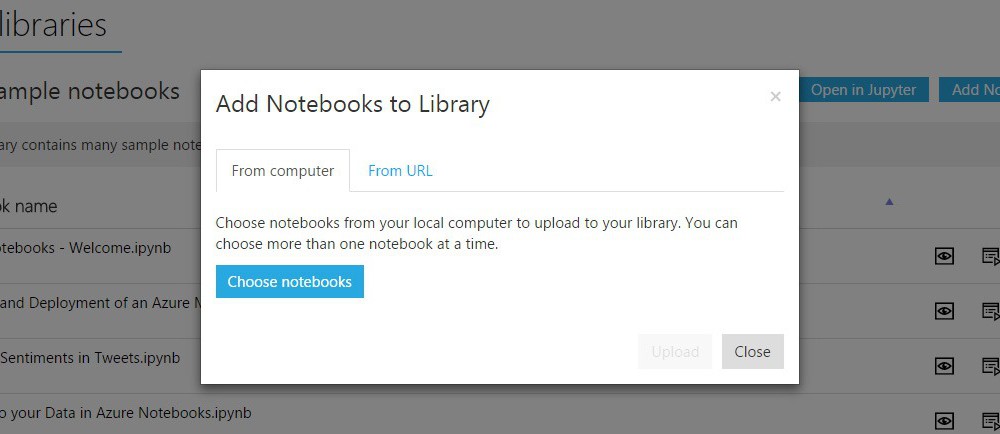 libraries
ample notebooks
Open in Jupyter
Add No
ary contains many sample note
Add Notebooks to Library
×
From computer
From URL
Choose notebooks from your local computer to upload to your library. You can
choose more than one notebook at a time.
Choose notebooks
Upload
Close
ok name
otebooks - Welcome.ipynb
and Deployment of an Azure M
Sentiments in Tweets.ipynb
o your Data in Azure Notebooks.ipynb